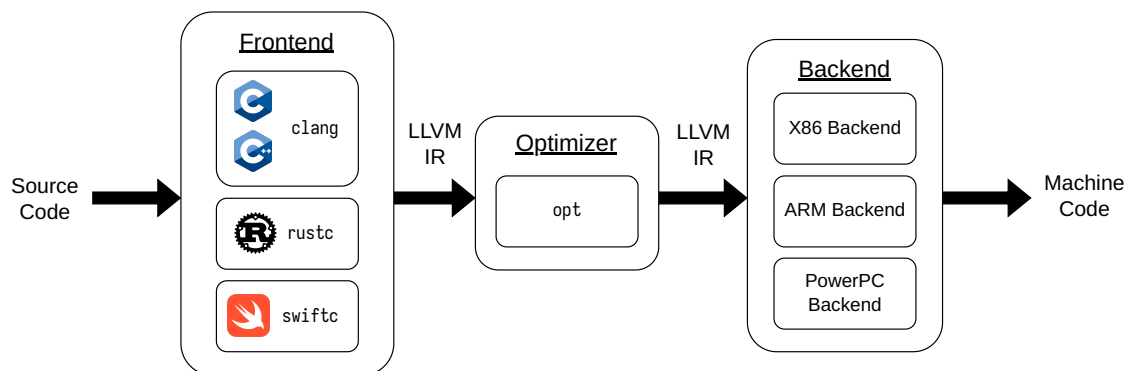 Source
Code
Frontend
C
C++
clang
R
rustc
swiftc
LLVM
IR
Optimizer
opt
LLVM
IR
Backend
X86 Backend
ARM Backend
PowerPC
Backend
Machine
Code